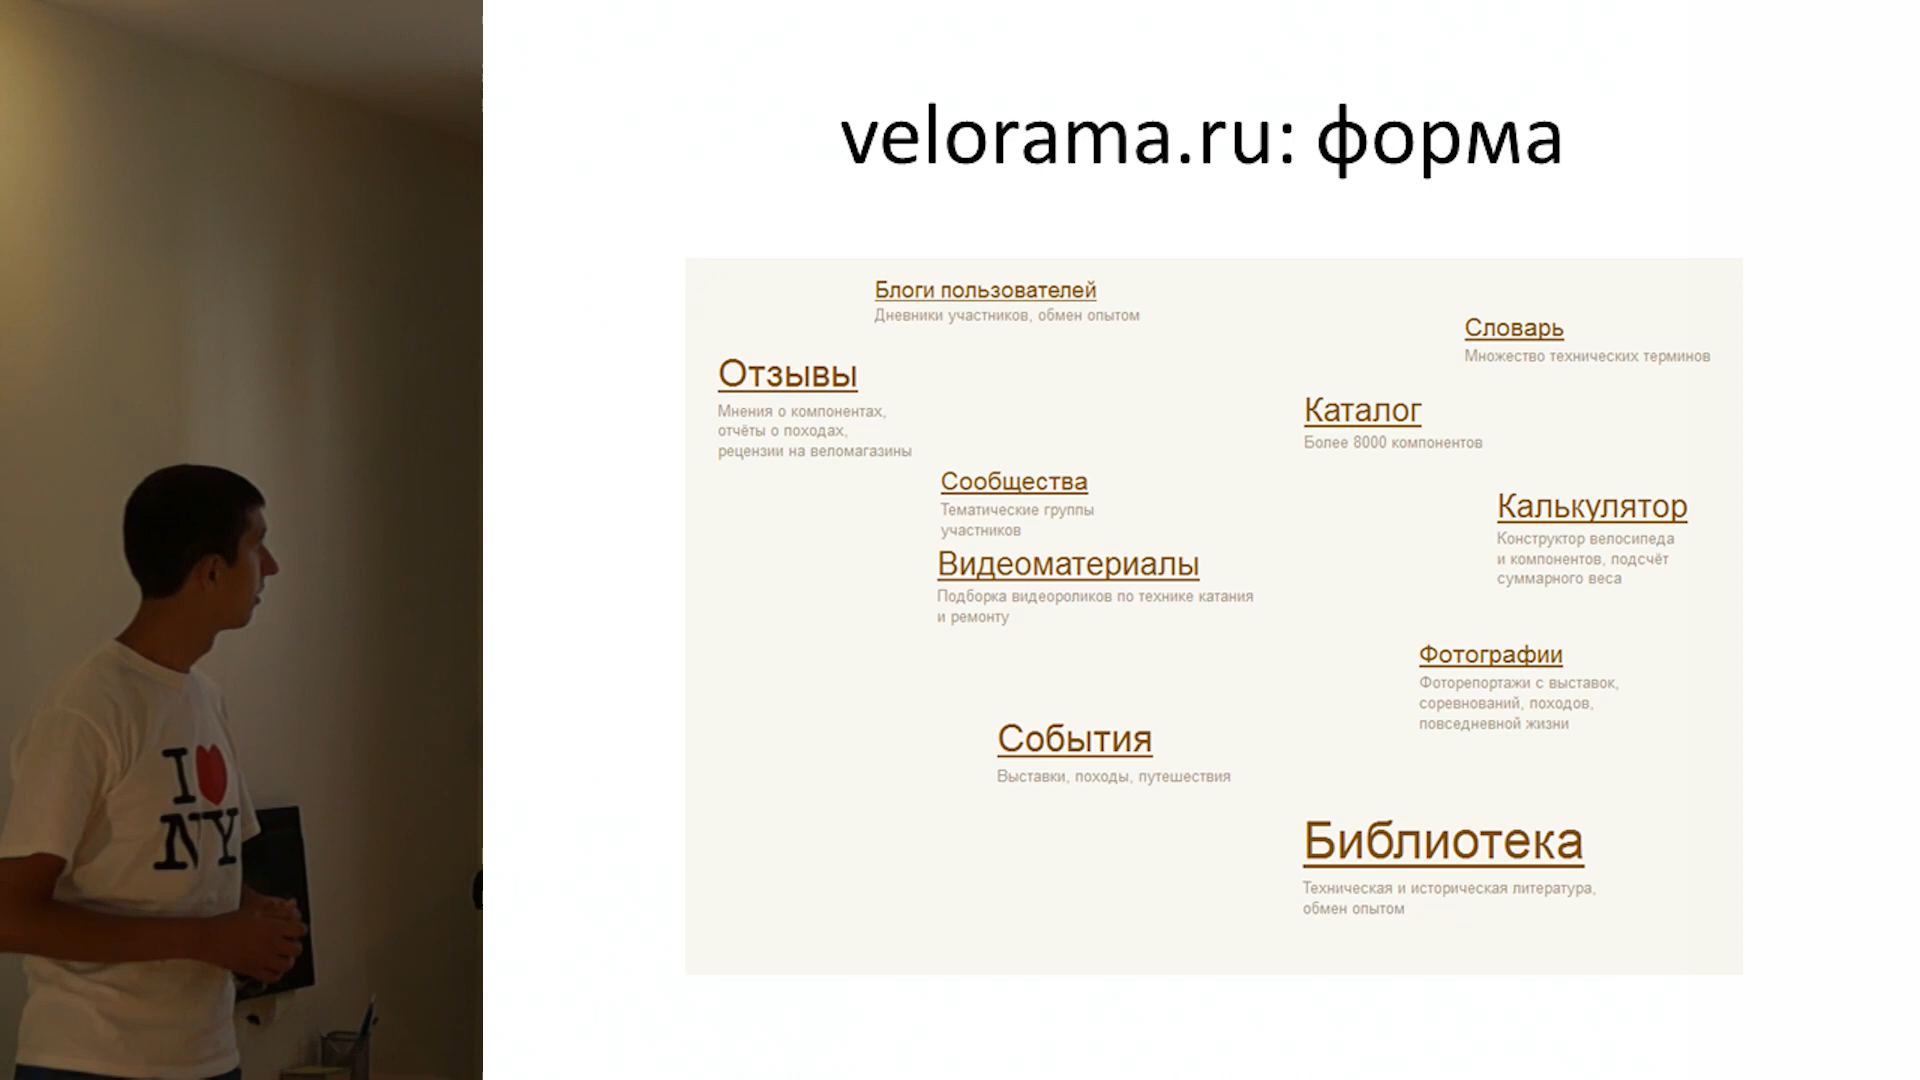 velorama.ru: форма
Блоги пользователей
Дневники участников, обмен опытом
Словарь
Множество технических терминов
Отзывы
Мнения о компонентах,
отчёты о походах,
рецензии на веломагазины
Каталог
Более 8000 компонентов
Сообщества
Тематические группы
участников
Калькулятор
Конструктор велосипеда
и компонентов, подсчёт
суммарного веса
Видеоматериалы
Подборка видеороликов по технике катания
и ремонту
Фотографии
Фоторепортажи с выставок,
соревнований, походов,
повседневной жизни
События
Выставки, походы, путешествия
Библиотека
Техническая и историческая литература,
обмен опытом
I
NY